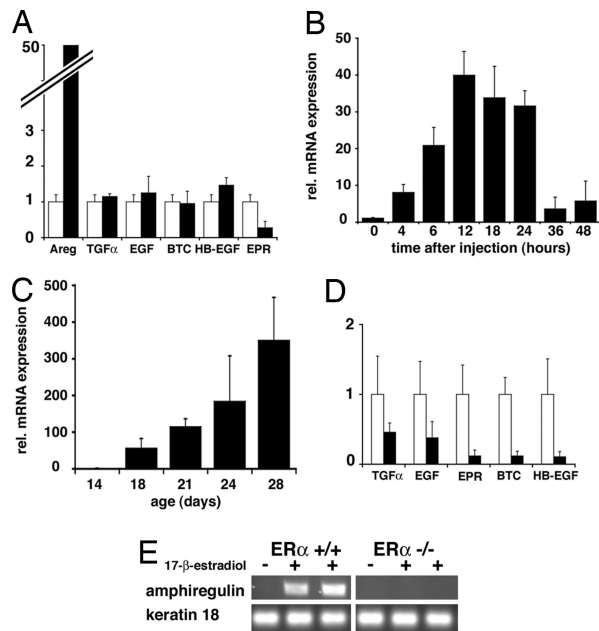 A
50
3
2
1
0
Areg TGFα EGF BTC HB-EGF EPR
B
rel. mRNA expression
50
40
30
20
10
0
0 4 6 12 18 24 36 48
time after injection (hours)
C
rel. mRNA expression
500
400
300
200
100
0
14 18 21 24 28
age (days)
D
2
1
0
TGFα EGF EPR BTC HB-EGF
E
ERα +/+ ERα -/-
17-β-estradiol - + + - + +
amphiregulin
keratin 18